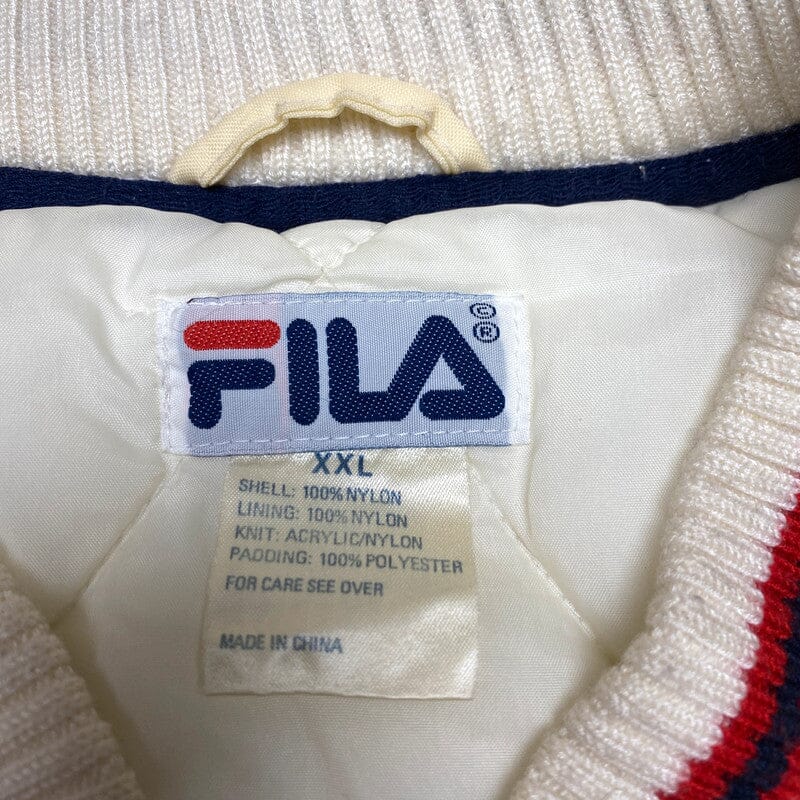 FILA
©
®
XXL
SHELL: 100% NYLON
LINING: 100% NYLON
KNIT: ACRYLIC/NYLON
PADDING: 100% POLYESTER
FOR CARE SEE OVER
MADE IN CHINA